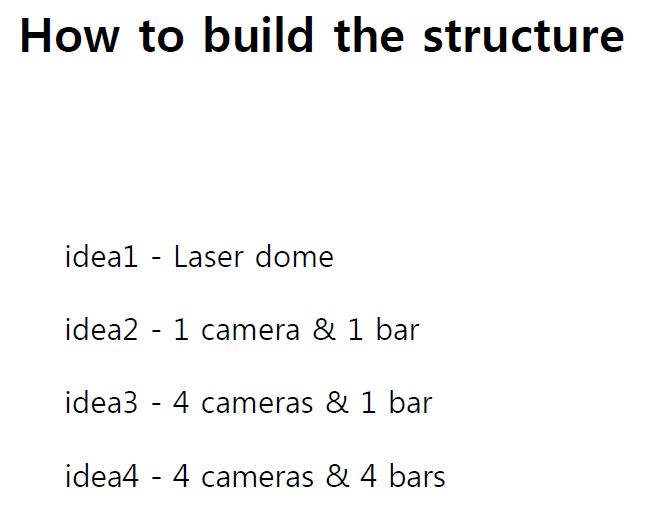 How to build the structure
idea1 - Laser dome
idea2 - 1 camera & 1 bar
idea3 - 4 cameras & 1 bar
idea4 - 4 cameras & 4 bars